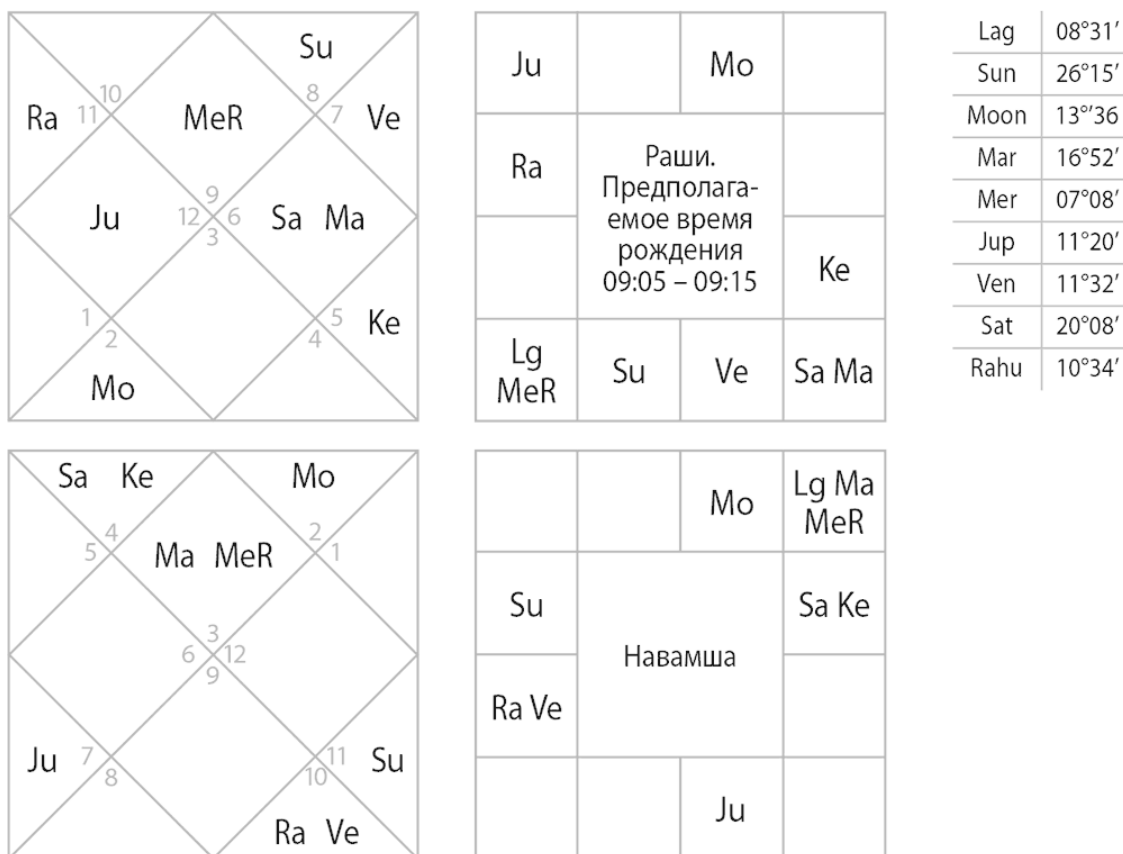 Su
10
8
Ra
11
MeR
7
Ve
9
Ju
12
6
Sa Ma
3
1
5
Ke
2
4
Mo
Ju
Mo
Ra
Раши.
Предполага-
емое время
рождения
09:05 – 09:15
Ke
Lg
MeR
Su
Ve
Sa Ma
Lag 08°31′
Sun 26°15′
Moon 13°′36
Mar 16°52′
Mer 07°08′
Jup 11°20′
Ven 11°32′
Sat 20°08′
Rahu 10°34′
Sa Ke
Mo
4
2
5
Ma MeR
1
3
6
12
9
Ju
7
11
Su
8
10
Ra Ve
Mo
Lg Ma
MeR
Su
Sa Ke
Навамша
Ra Ve
Ju